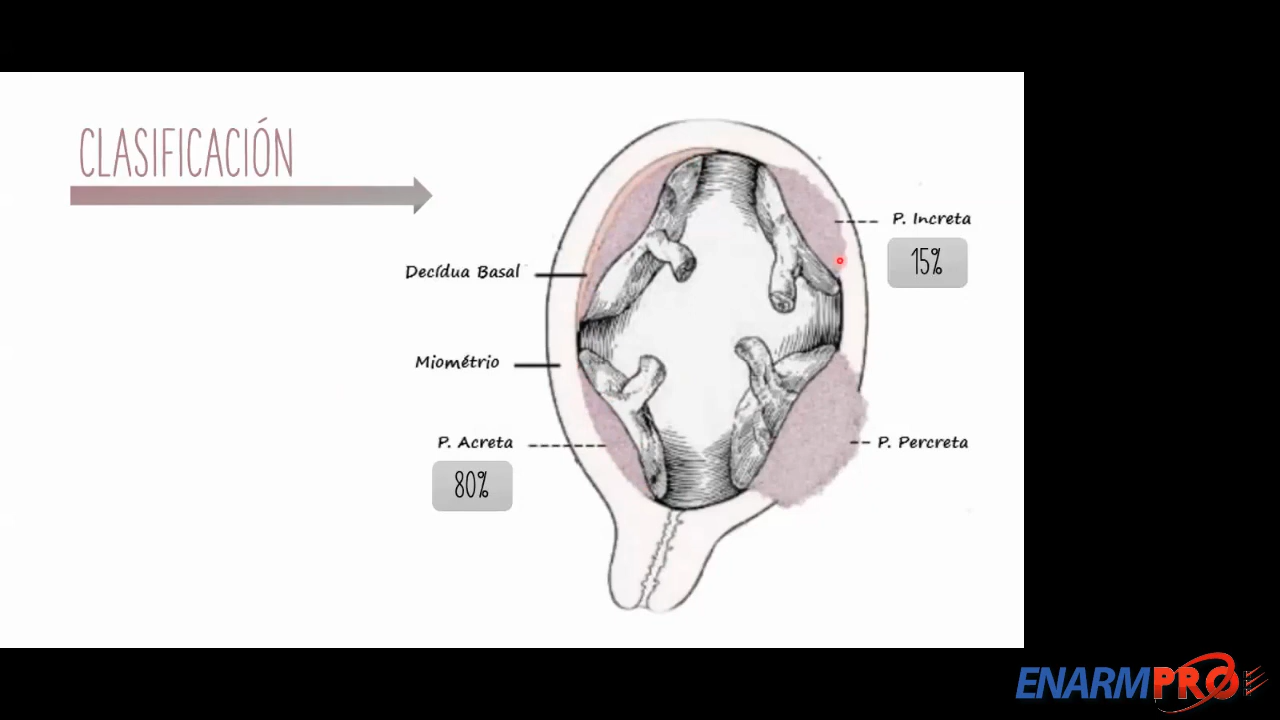 CLASIFICACIÓN
P. Increta
15%
Decídua Basal
Miométrio
P. Acreta
80%
P. Percreta
ENARMPRO